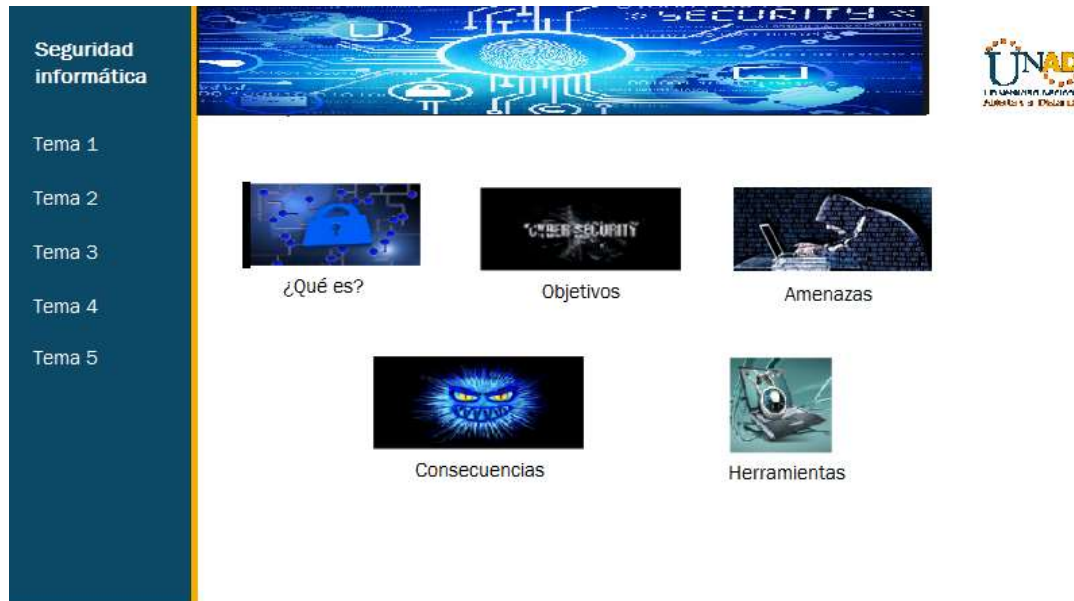 Seguridad
informática
Tema 1
Tema 2
Tema 3
Tema 4
Tema 5
SECURITY
UNAD
¿Qué es?
CYBER SECURITY
Objetivos
Amenazas
Consecuencias
Herramientas